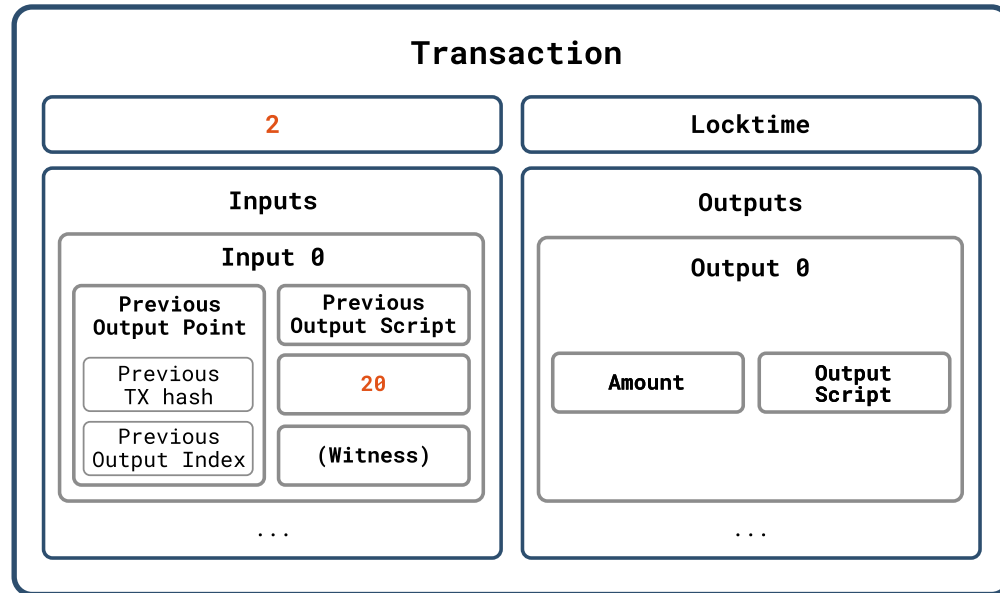 Transaction
2
Locktime
Inputs
Input 0
Previous
Output Point
Previous
TX hash
Previous
Output Index
Previous
Output Script
20
(Witness)
...
Outputs
Output 0
Amount
Output
Script
...